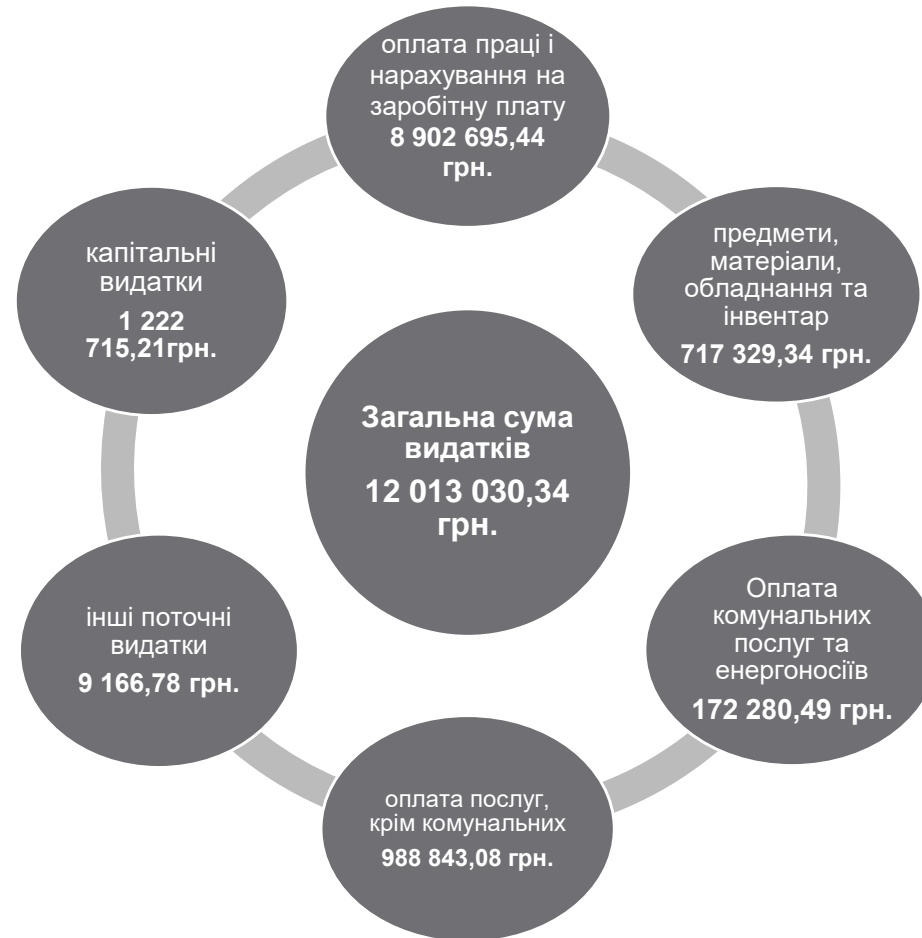 оплата праці і
нарахування на
заробітну плату
8 902 695,44
грн.
предмети,
матеріали,
обладнання та
інвентар
717 329,34 грн.
Оплата
комунальних
послуг та
енергоносіїв
172 280,49 грн.
оплата послуг,
крім комунальних
988 843,08 грн.
інші поточні
видатки
9 166,78 грн.
капітальні
видатки
1 222
715,21грн.
Загальна сума
видатків
12 013 030,34
грн.